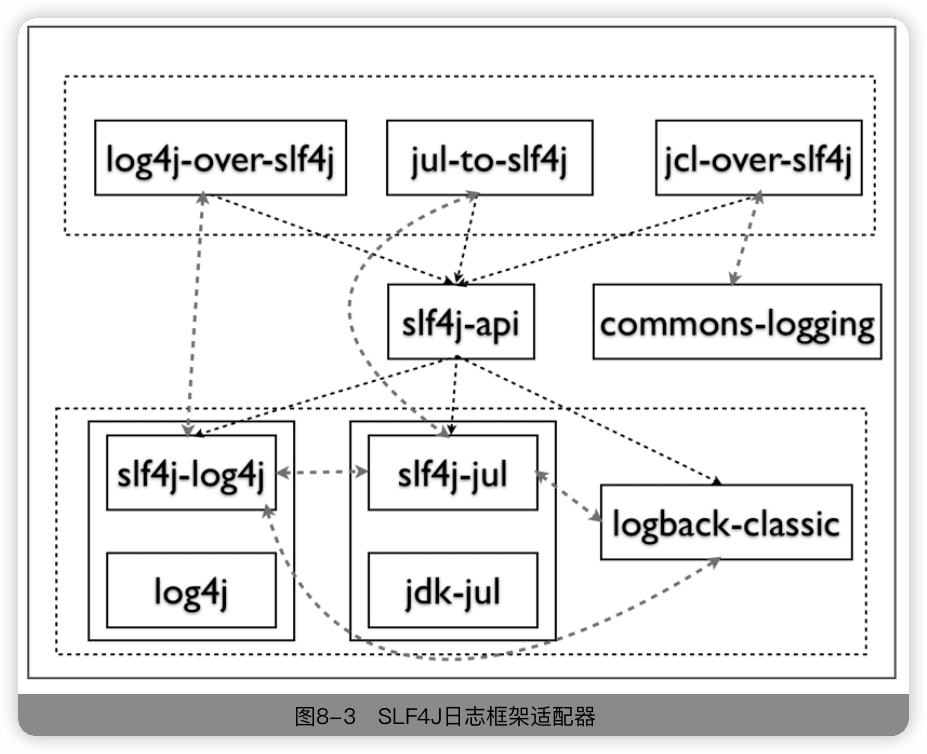 log4j-over-slf4j
jul-to-slf4j
jcl-over-slf4j
slf4j-api
commons-logging
slf4j-log4j
slf4j-jul
logback-classic
log4j
jdk-jul
图8-3 SLF4J日志框架适配器